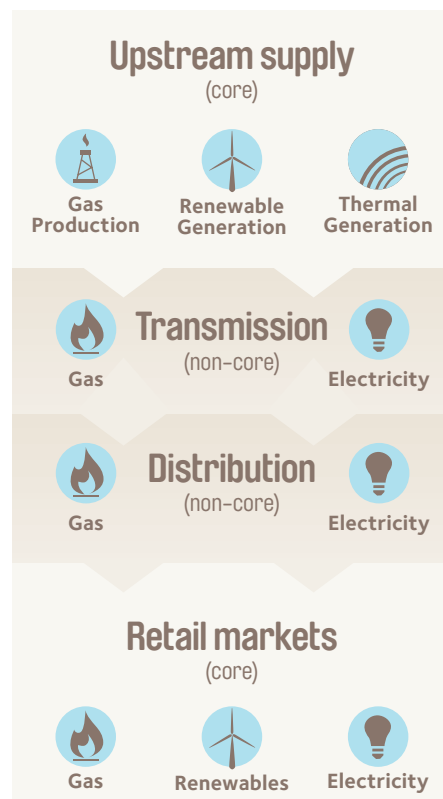 Upstream supply
(core)
Gas Production
Renewable Generation
Thermal Generation
Transmission
(non-core)
Gas
Electricity
Distribution
(non-core)
Gas
Electricity
Retail markets
(core)
Gas
Renewables
Electricity